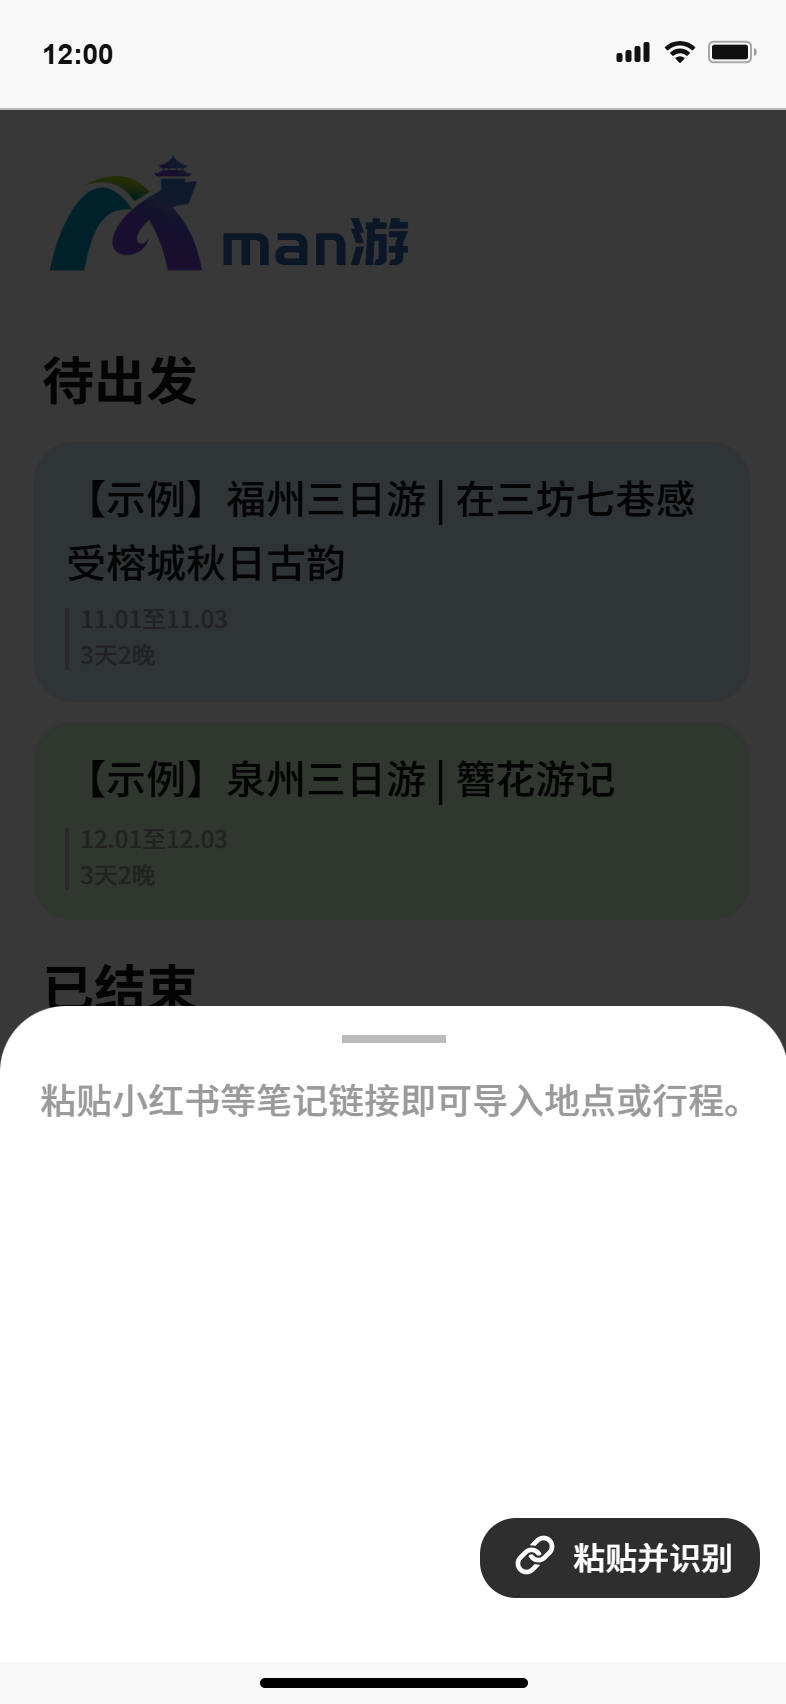 12:00
man游
待出发
【示例】福州三日游 | 在三坊七巷感
受榕城秋日古韵
11.01至11.03
3天2晚
【示例】泉州三日游 | 簪花游记
12.01至12.03
3天2晚
已结束
粘贴小红书等笔记链接即可导入地点或行程。
粘贴并识别